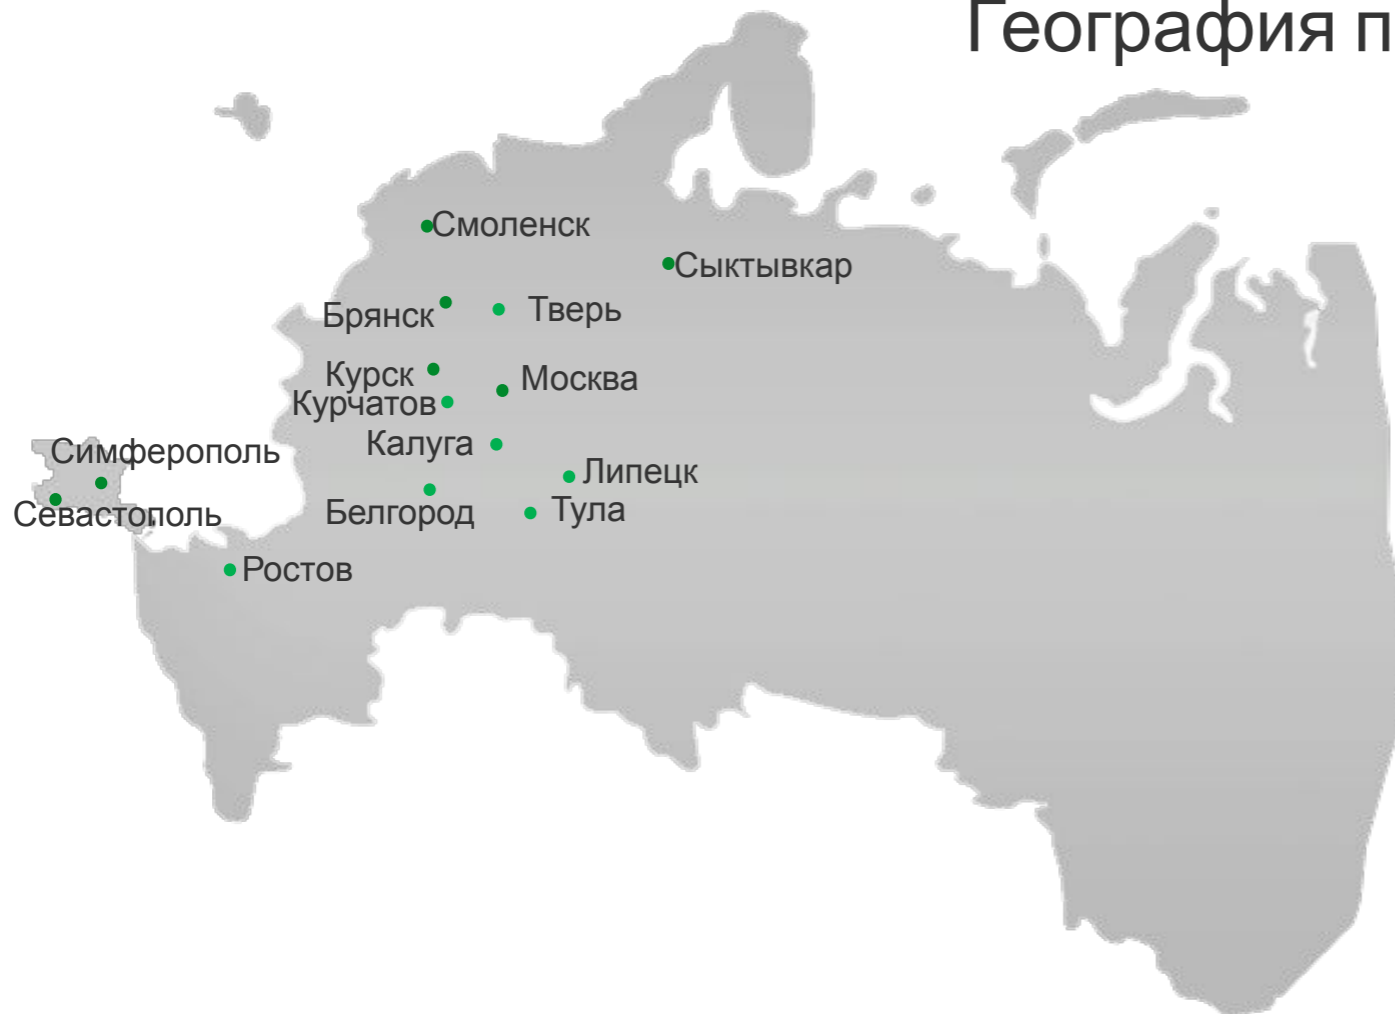 География п
Смоленск
Сыктывкар
Брянск
Тверь
Курск
Москва
Курчатов
Калуга
Симферополь
Липецк
Севастополь
Белгород
Тула
Ростов